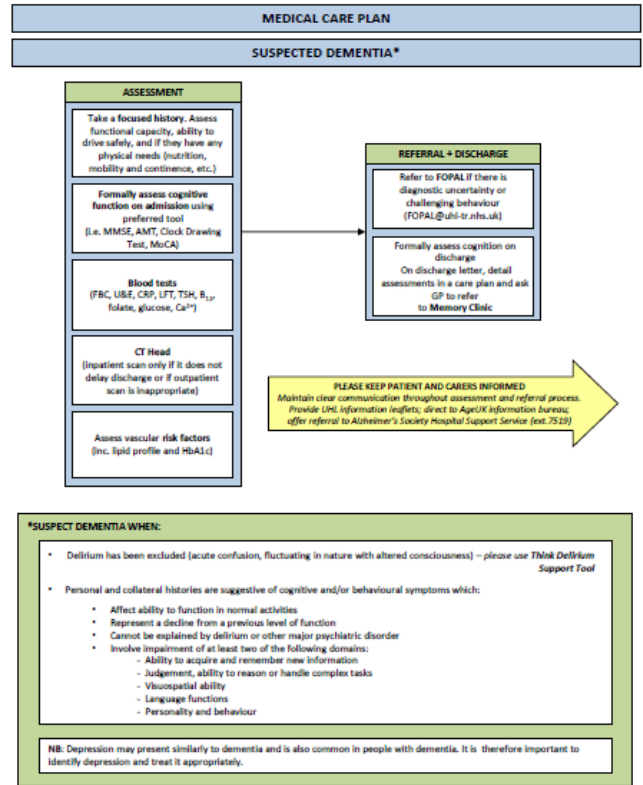 MEDICAL CARE PLAN
SUSPECTED DEMENTIA*
ASSESSMENT
Take a focused history. Assess
functional capacity, ability to
drive safely, and if they have any
physical needs (nutrition,
mobility and continence, etc.)
Formally assess cognitive
function on admission using
preferred tool
(i.e. MMSE, AMT, Clock Drawing
Test, MoCA)
Blood tests
(FBC, U&E, CRP, LFT, TSH, B₁₂,
folate, glucose, Ca²⁺)
CT Head
(inpatient scan only if it does not
delay discharge or if outpatient
scan is inappropriate)
Assess vascular risk factors
(inc. lipid profile and HbA1c)
REFERRAL + DISCHARGE
Refer to FOPAL if there is
diagnostic uncertainty or
challenging behaviour
(FOPAL@uhl-tr.nhs.uk)
Formally assess cognition on
discharge
On discharge letter, detail
assessments in a care plan and ask
GP to refer
to Memory Clinic
PLEASE KEEP PATIENT AND CARERS INFORMED
Maintain clear communication throughout assessment and referral process.
Provide UHL information leaflets; direct to AgeUK information bureau;
offer referral to Alzheimer's Society Hospital Support Service (ext.7519)
*SUSPECT DEMENTIA WHEN:
• Delirium has been excluded (acute confusion, fluctuating in nature with altered consciousness) – please use Think Delirium
Support Tool
• Personal and collateral histories are suggestive of cognitive and/or behavioural symptoms which:
• Affect ability to function in normal activities
• Represent a decline from a previous level of function
• Cannot be explained by delirium or other major psychiatric disorder
• Involve impairment of at least two of the following domains:
- Ability to acquire and remember new information
- Judgement, ability to reason or handle complex tasks
- Visuospatial ability
- Language functions
- Personality and behaviour
NB: Depression may present similarly to dementia and is also common in people with dementia. It is therefore important to
identify depression and treat it appropriately.